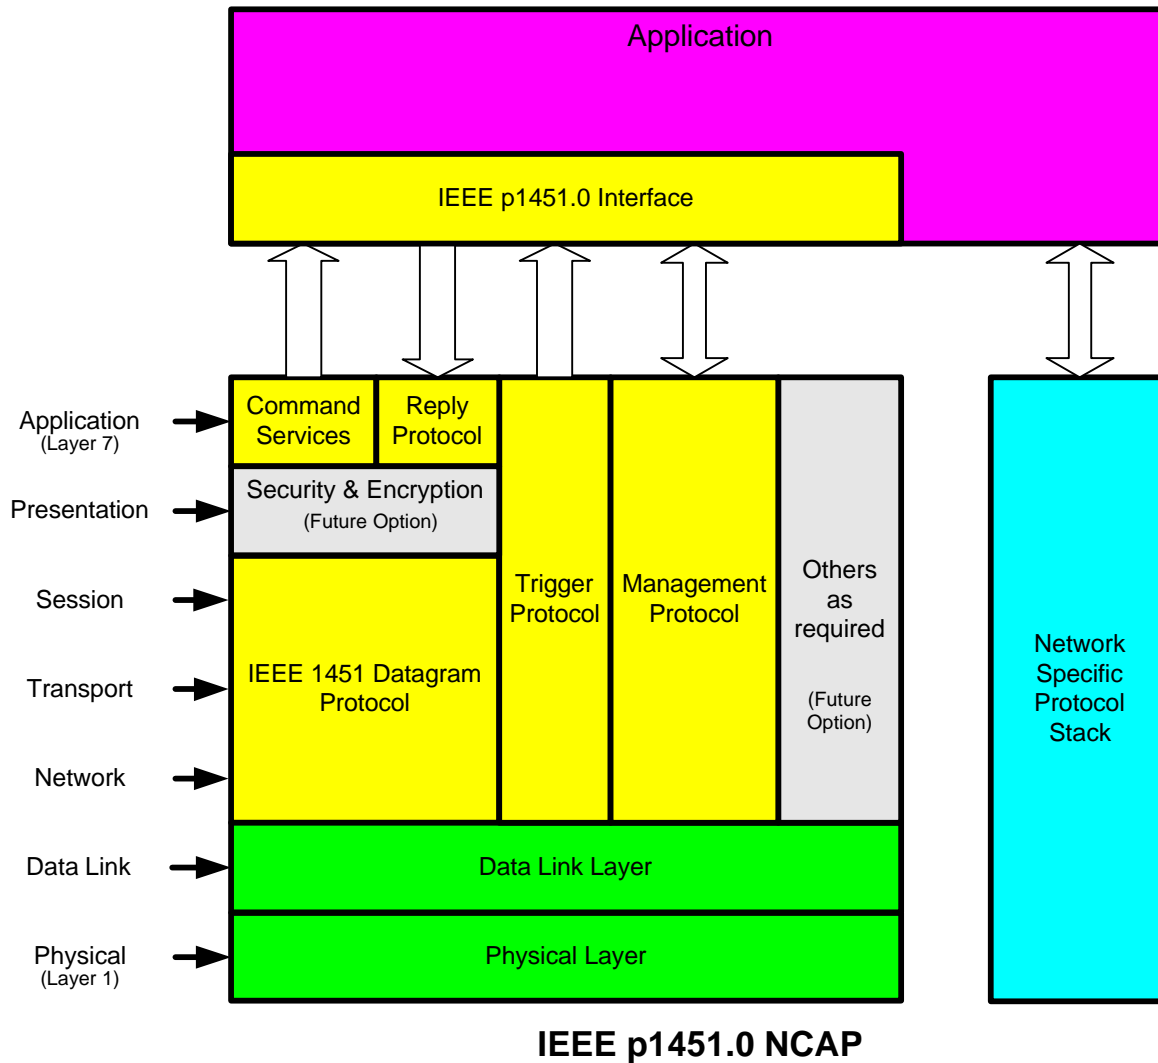 Application
IEEE p1451.0 Interface
Application
(Layer 7)
Command
Services
Reply
Protocol
Presentation
Security & Encryption
(Future Option)
Session
Trigger
Protocol
Management
Protocol
Others
as
required
(Future
Option)
Transport
IEEE 1451 Datagram
Protocol
Network
Specific
Protocol
Stack
Network
Data Link
Data Link Layer
Physical
(Layer 1)
Physical Layer
IEEE p1451.0 NCAP